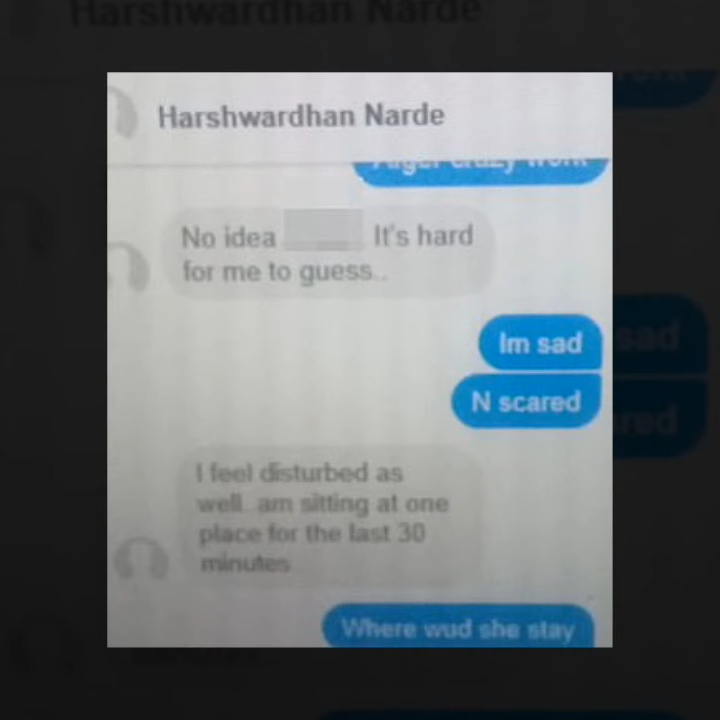 Harshwardhan Narde
No idea It's hard
for me to guess..
Im sad
N scared
I feel disturbed as
well..am sitting at one
place for the last 30
minutes
Where wud she stay